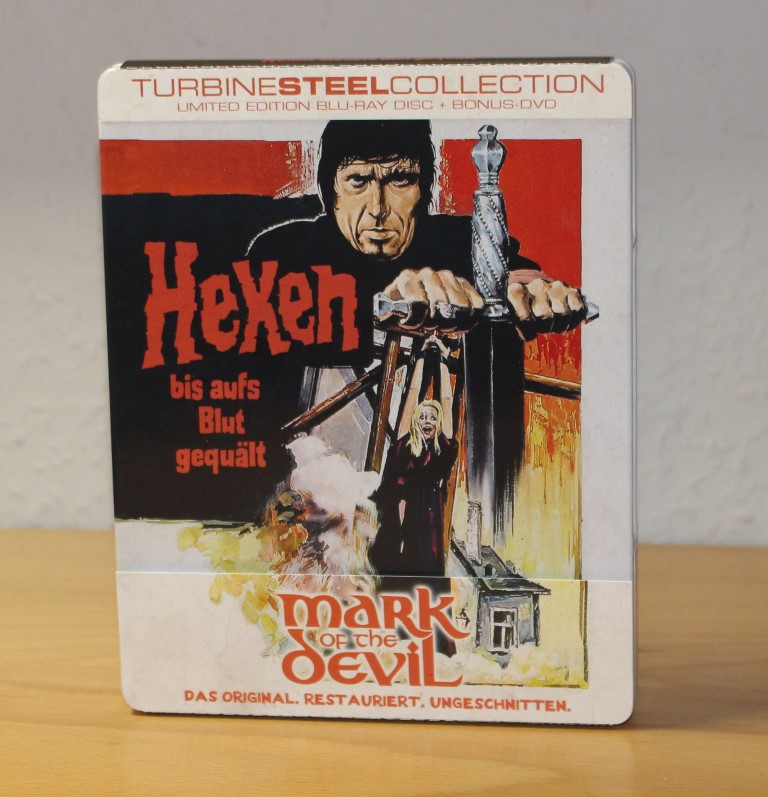 TURBINESTEELCOLLECTION
LIMITED EDITION BLU-RAY DISC + BONUS-DVD
Hexen
bis aufs
Blut
gequält
mark
of the
devil
DAS ORIGINAL. RESTAURIERT. UNGESCHNITTEN.